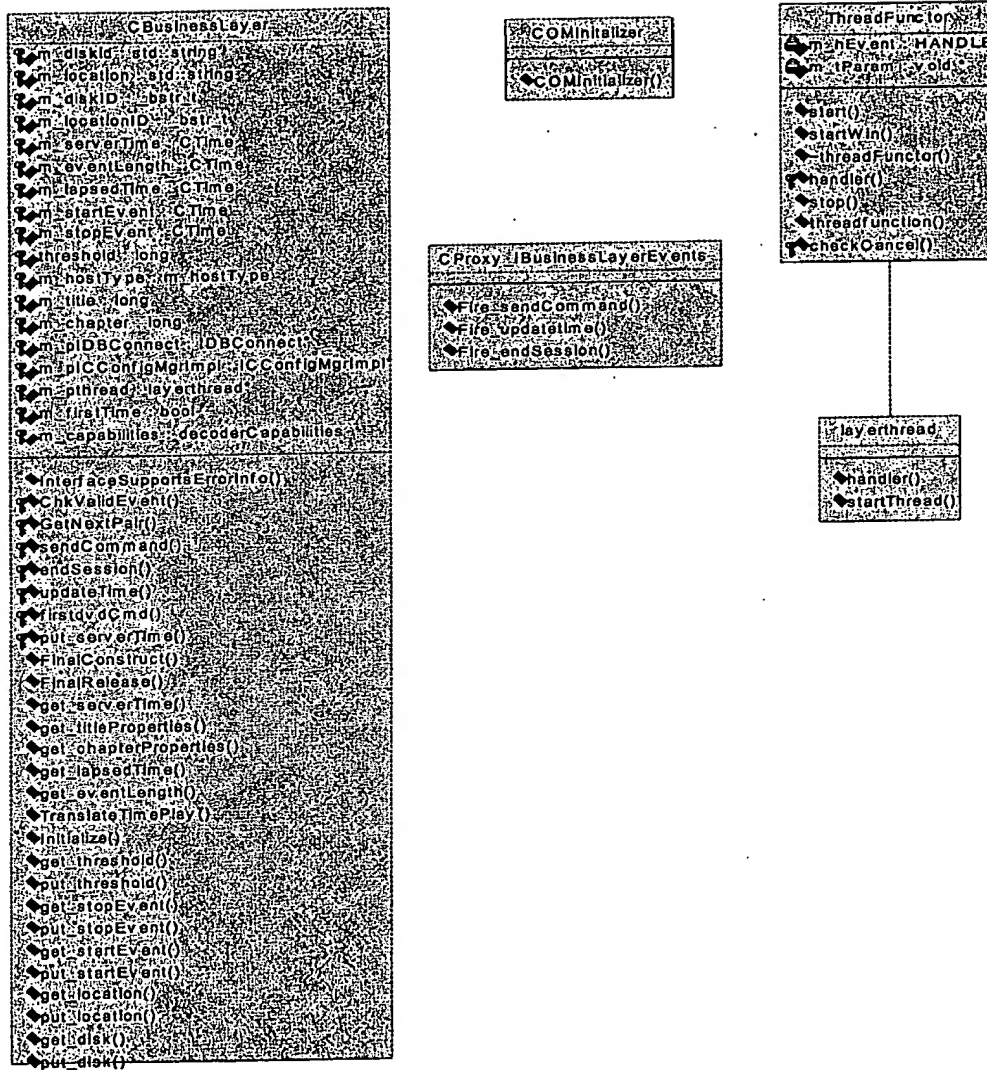 CBusinessLayer
m_diskId : std::string
m_location : std::string
m_diskID : _bstr_t
m_locationID : _bst
m_serverTime : CTime
m_eventLength : CTime
m_lapsedTime : CTime
m_startEvent : CTime
m_stopEvent : CTime
threshold : long
m_hostType : m_hostType
m_title : long
m_chapter : long
m_pIDBConnect : IDBConnect*
m_pICConfigMgrImpl : ICConfigMgrImpl
m_pthread : layerthread*
m_firstTime : bool
m_capabilities : decoderCapabilities
InterfaceSupportsErrorInfo()
ChkValidEvent()
GetNextPair()
sendCommand()
endSession()
updateTime()
firstdvdCmd()
put_serverTime()
FinalConstruct()
FinalRelease()
get_serverTime()
get_titleProperties()
get_chapterProperties()
get_lapsedTime()
get_eventLength()
TranslateTimePlay()
Initialize()
get_threshold()
put_threshold()
get_stopEvent()
put_stopEvent()
get_startEvent()
put_startEvent()
get_location()
put_location()
get_disk()
put_disk()
COMInitializer
COMInitializer()
CProxy_IBusinessLayerEvents
Fire_sendCommand()
Fire_updatetime()
Fire_endSession()
ThreadFunctor
m_hEvent : HANDLE
m_tParam : void*
start()
startWin()
~threadFunctor()
handler()
stop()
threadfunction()
checkCancel()
layerthread
handler()
startThread()